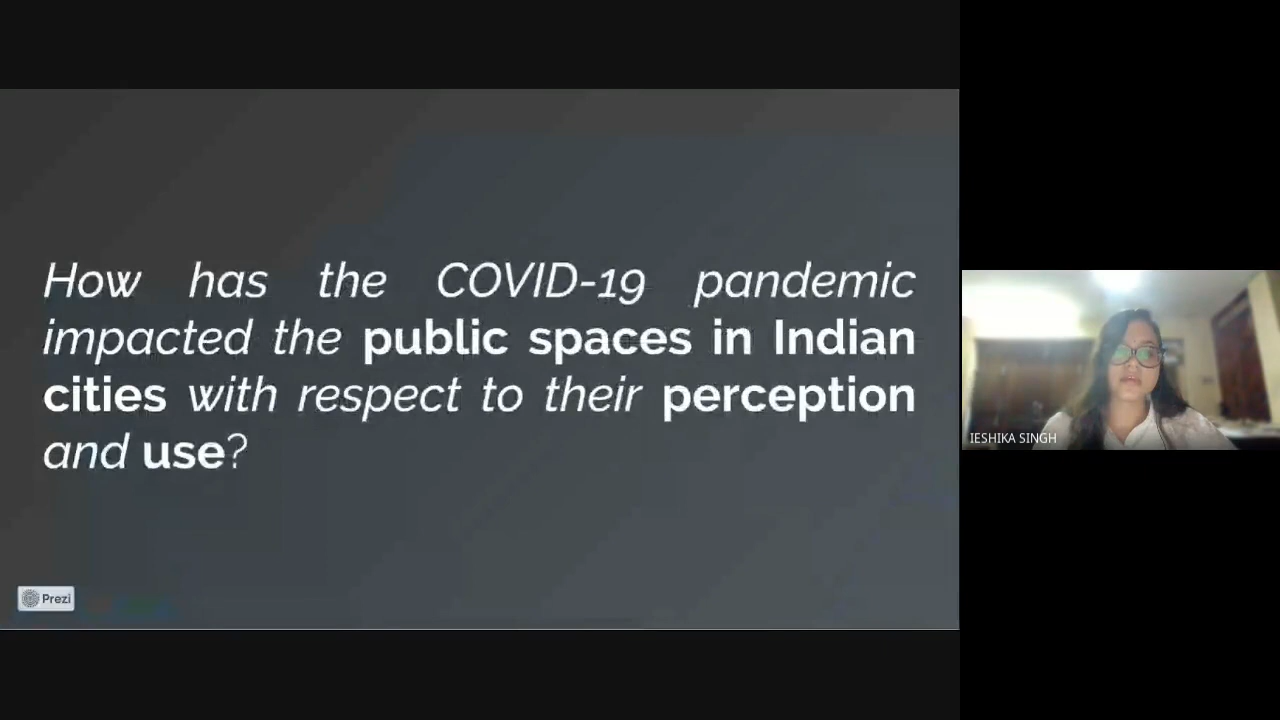 How has the COVID-19 pandemic
impacted the public spaces in Indian
cities with respect to their perception
and use?
Prezi
IESHIKA SINGH